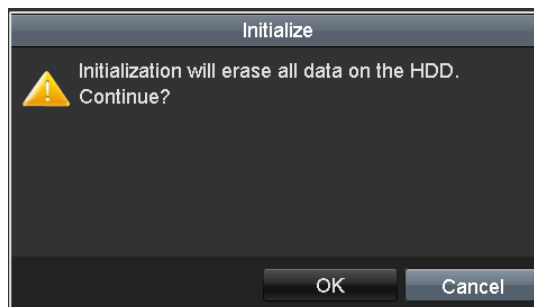 Initialize
Initialization will erase all data on the HDD.
Continue?
OK
Cancel